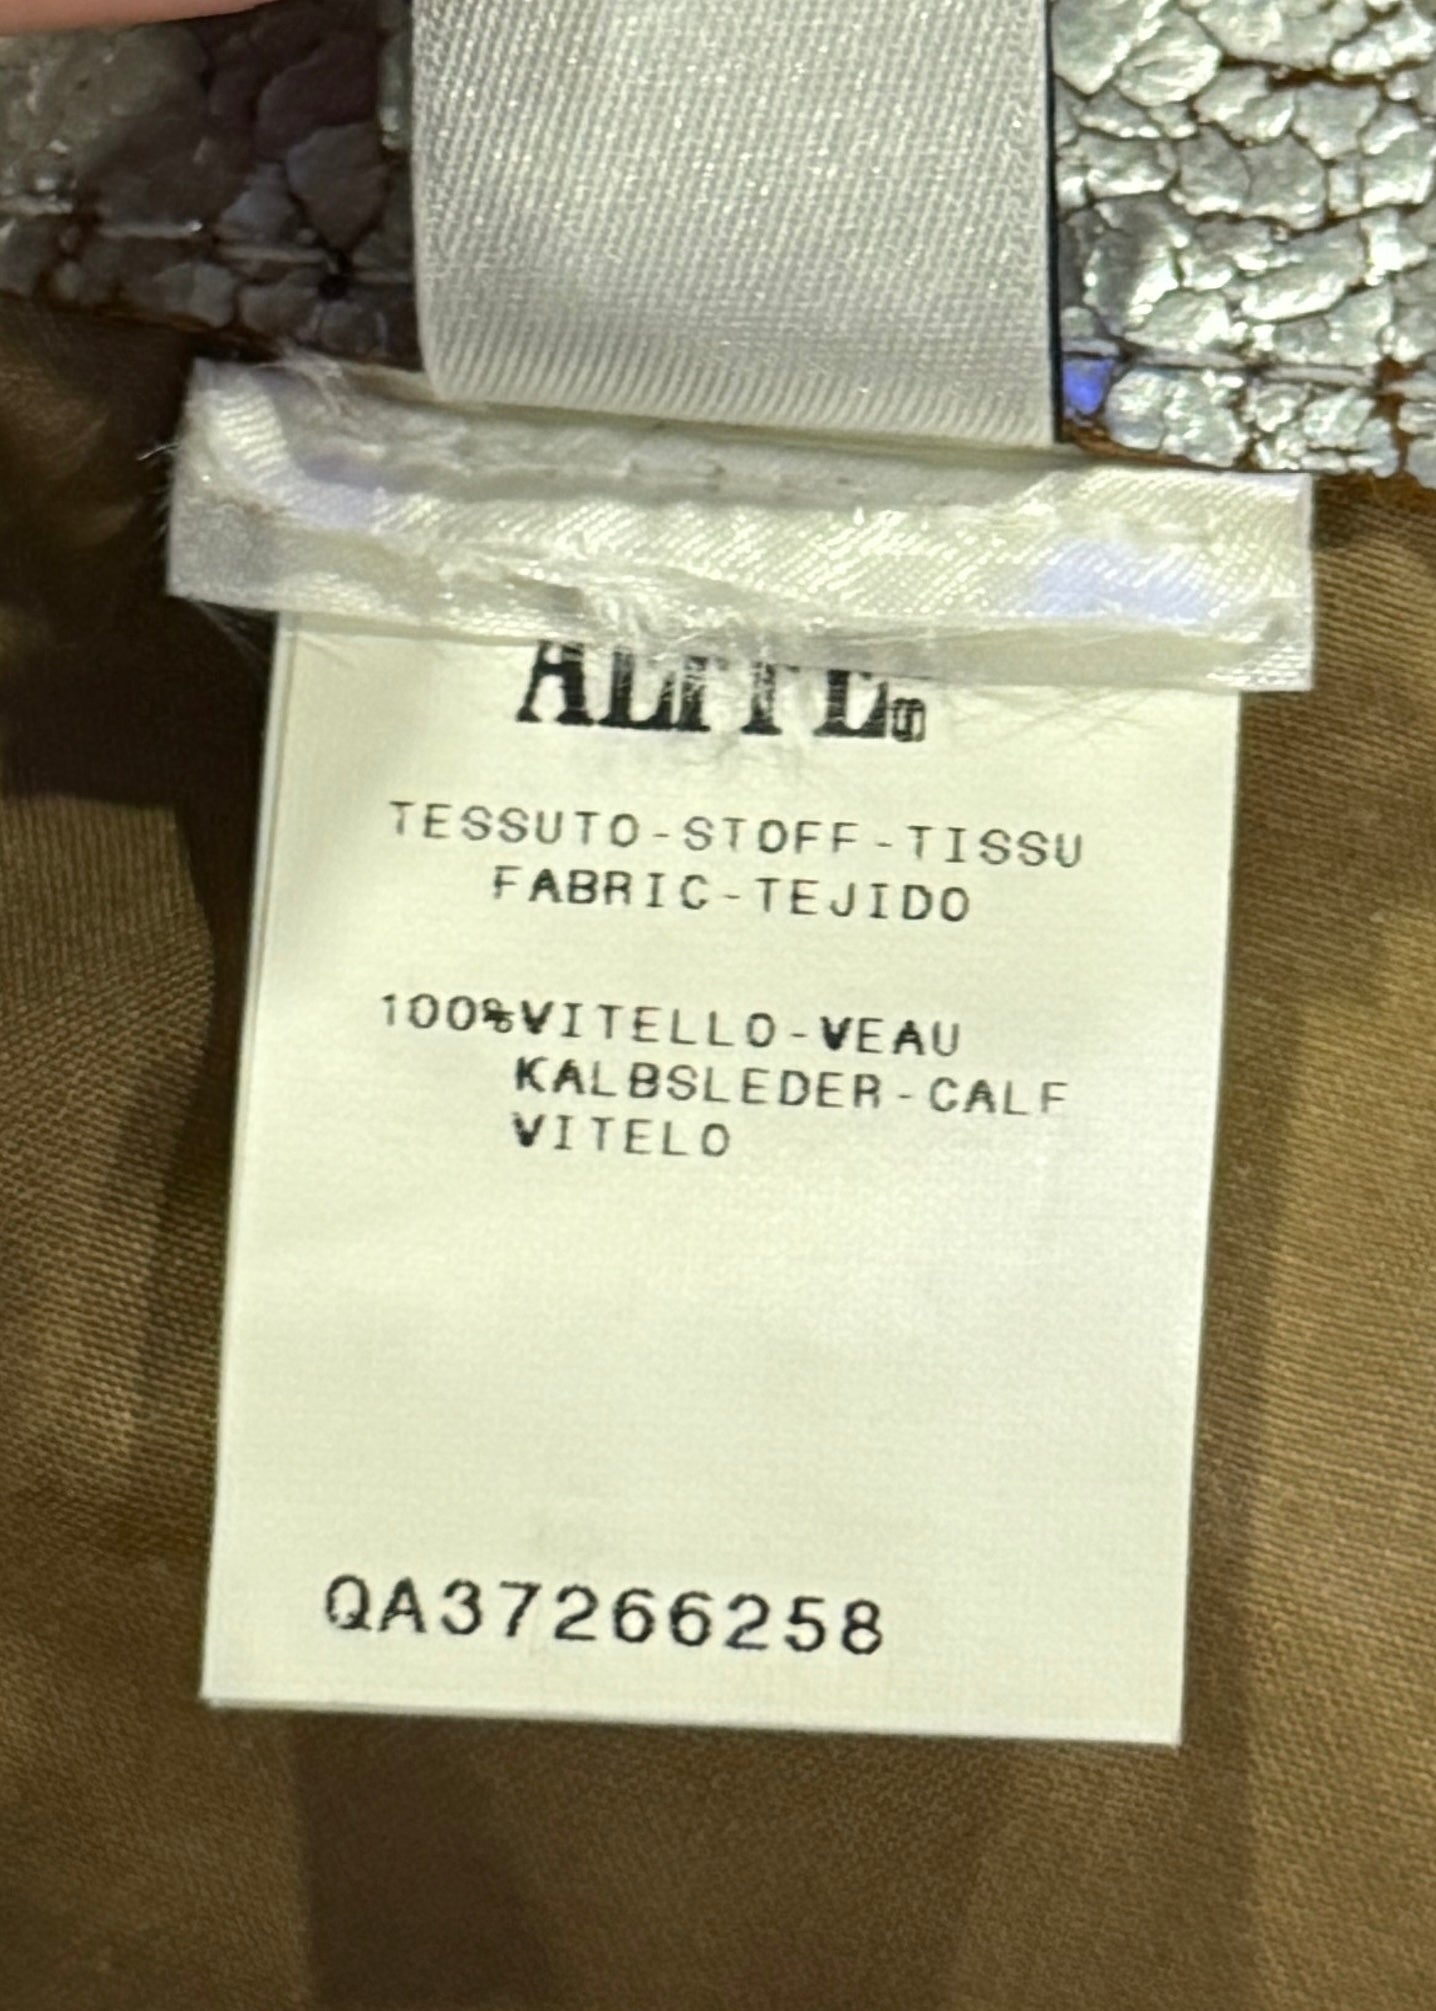 TESSUTO-STOFF-TISSU
FABRIC-TEJIDO
100%VITELLO-VEAU
KALBSLEDER-CALF
VITELO
QA37266258